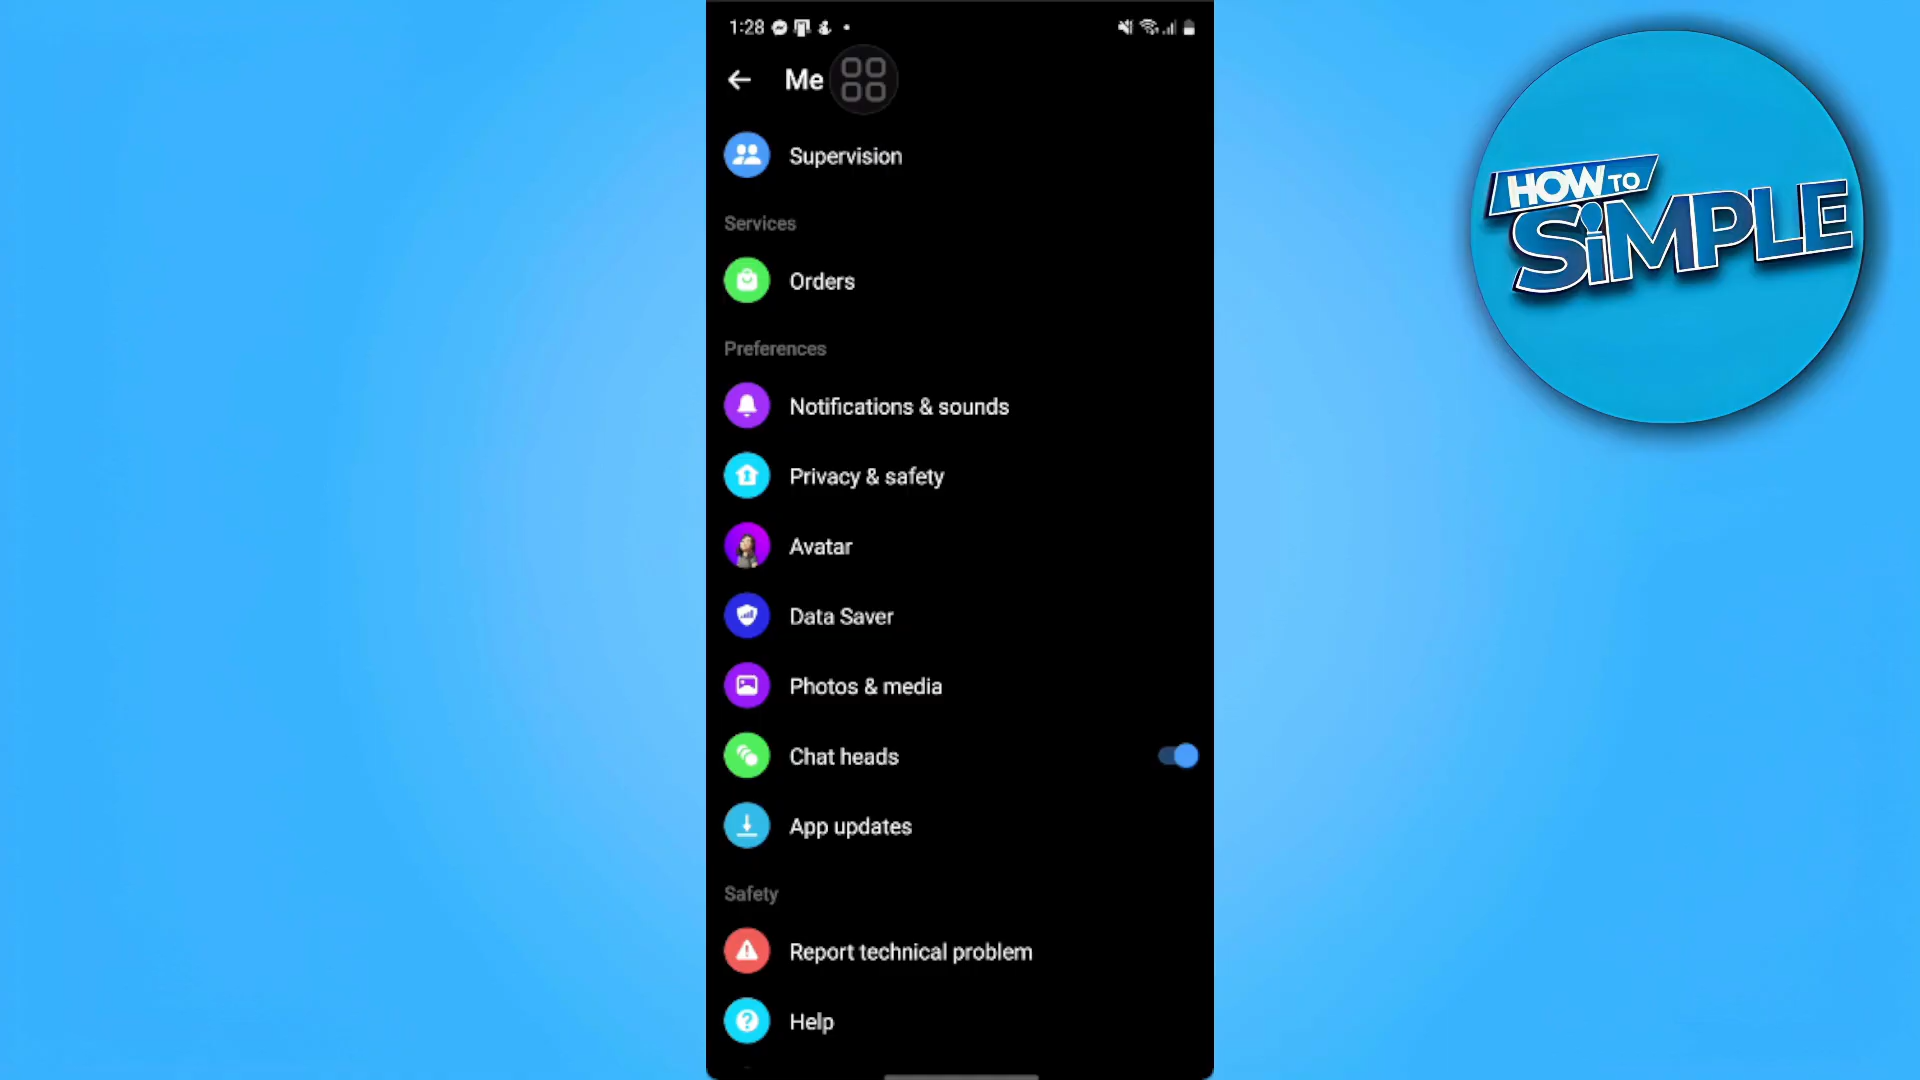 1:28
Me
Supervision
Services
Orders
Preferences
Notifications & sounds
Privacy & safety
Avatar
Data Saver
Photos & media
Chat heads
App updates
Safety
Report technical problem
Help
HOW TO
SiMPLE